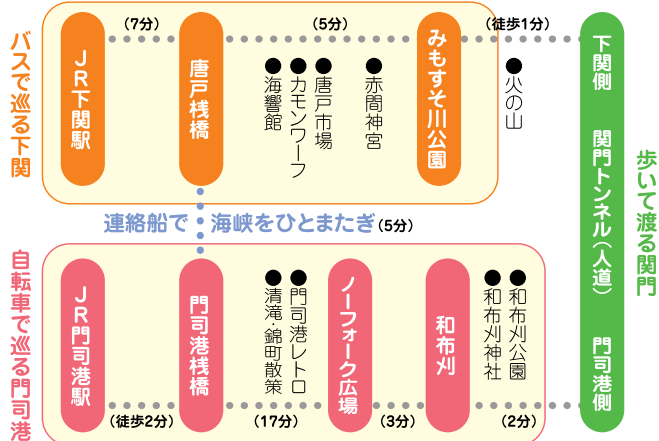 バスで巡る下関
(7分)
(5分)
(徒歩1分)
JR下関駅
唐戸桟橋
海響館
カモンワーフ
唐戸市場
赤間神宮
みもすそ川公園
火の山
下関側
関門トンネル(人道)
門司港側
歩いて渡る関門
連絡船で 海峡をひとまたぎ(5分)
自転車で巡る門司港
JR門司港駅
門司港桟橋
清滝・錦町散策
門司港レトロ
ノーフォーク広場
和布刈
和布刈神社
和布刈公園
(徒歩2分)
(17分)
(3分)
(2分)